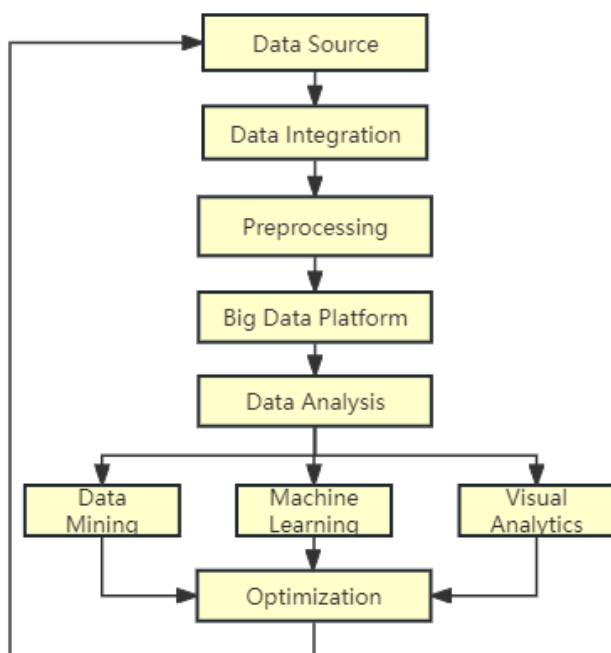 Data Source
Data Integration
Preprocessing
Big Data Platform
Data Analysis
Data
Mining
Machine
Learning
Visual
Analytics
Optimization